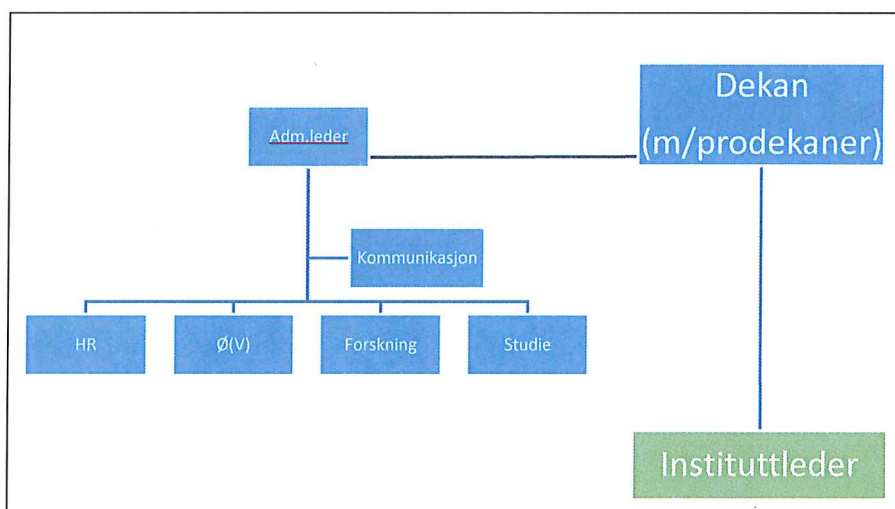 Dekan
(m/prodekaner)
Adm.leder
Kommunikasjon
HR
Ø(V)
Forskning
Studie
Instituttleder